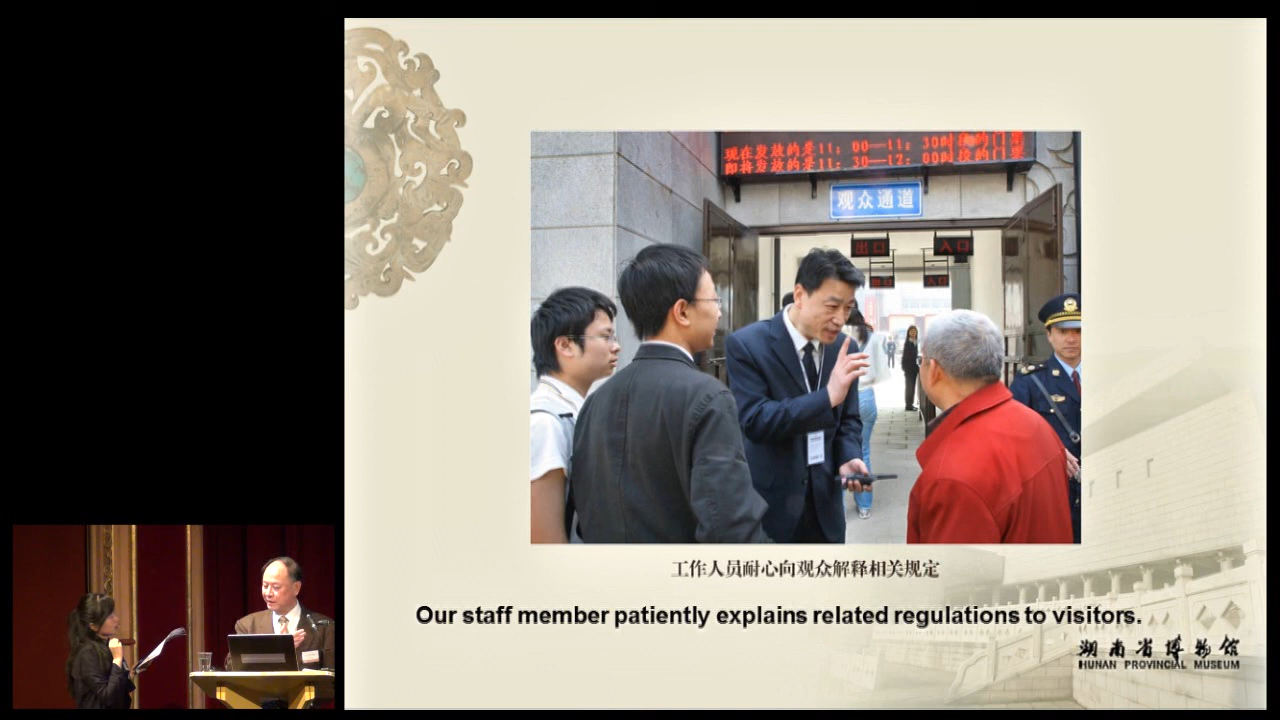 现在发放的是11：00—11：30时段的门票
即将发放的是11：30—12：00时段的门票
观众通道
出口 入口
工作人员耐心向观众解释相关规定
Our staff member patiently explains related regulations to visitors.
湖南省博物馆
HUNAN PROVINCIAL MUSEUM